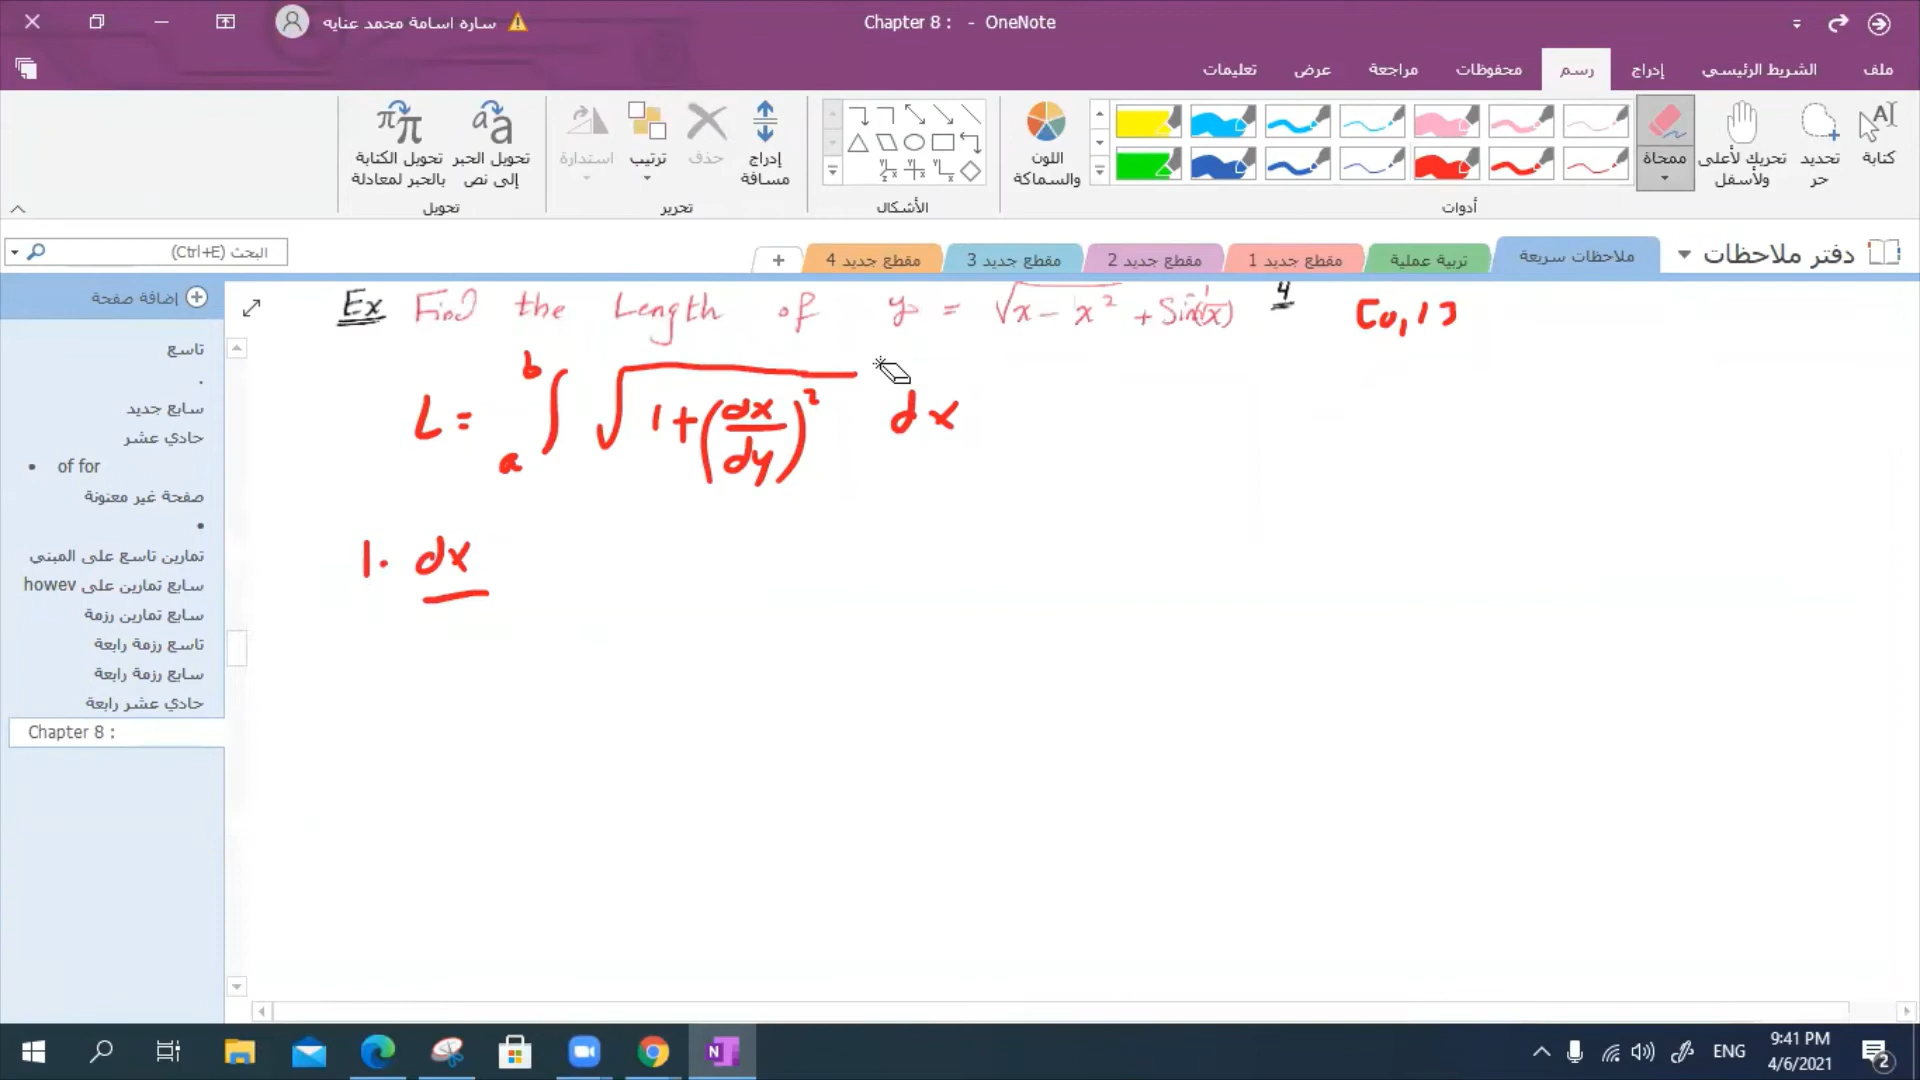 ساره اسامة محمد عنايه
Chapter 8 : - OneNote
ملف الشريط الرئيسي إدراج رسم محفوظات مراجعة عرض تعليمات
كتابة
تحديد حر
تحريك لأعلى ولأسفل
ممحاة
أدوات
اللون والسماكة
الأشكال
إدراج مسافة
حذف
ترتيب
استدارة
تحرير
تحويل الحبر إلى نص
تحويل الكتابة بالحبر لمعادلة
تحويل
دفتر ملاحظات
ملاحظات سريعة تربية عملية مقطع جديد 1 مقطع جديد 2 مقطع جديد 3 مقطع جديد 4 +
البحث (Ctrl+E)
إضافة صفحة
تاسع
.
سابع جديد
حادي عشر
• of for
صفحة غير معنونة
•
تمارين تاسع على المبني
سابع تمارين على howev
سابع تمارين رزمة
تاسع رزمة رابعة
سابع رزمة رابعة
حادي عشر رابعة
Chapter 8 :
Ex Find the Length of y = √x - x² + Sin⁻¹(√x) 4 [0,1]
L = ∫ₐᵇ √1+(dx/dy)² dx
1. dx
ENG
9:41 PM
4/6/2021
2